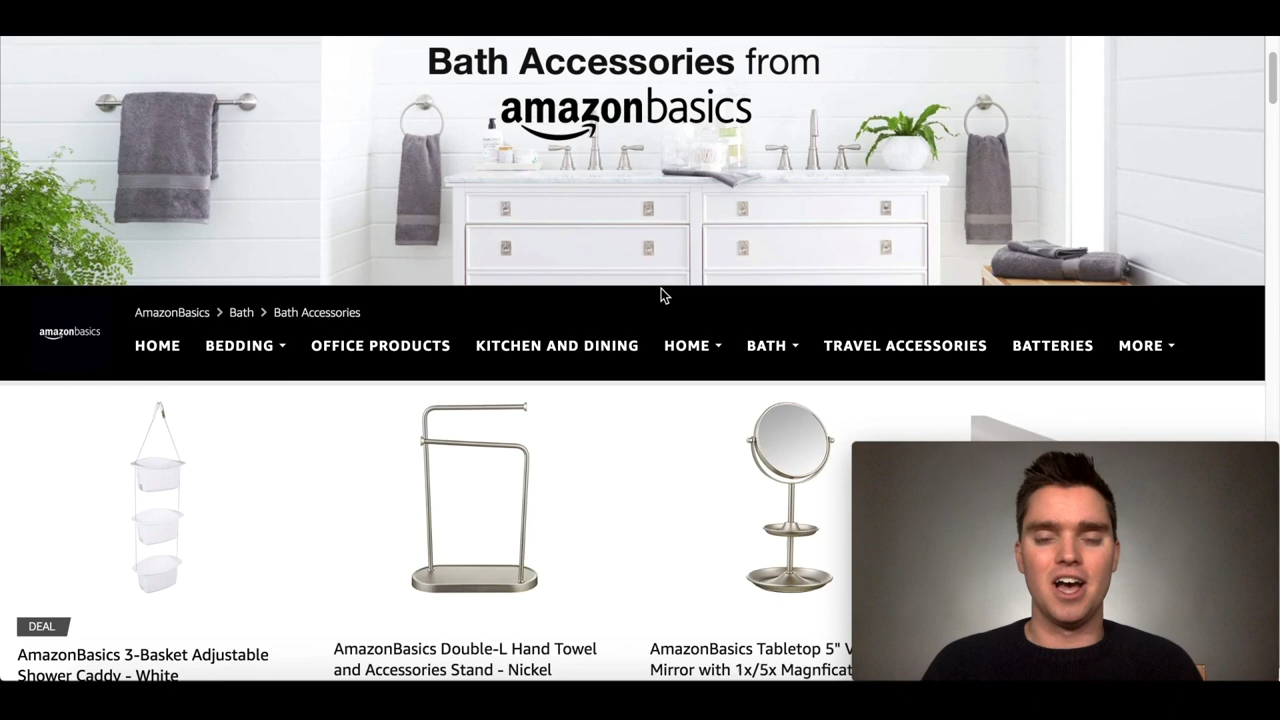 Bath Accessories from
amazonbasics
amazonbasics
AmazonBasics > Bath > Bath Accessories
HOME BEDDING OFFICE PRODUCTS KITCHEN AND DINING HOME BATH TRAVEL ACCESSORIES BATTERIES MORE
DEAL
AmazonBasics 3-Basket Adjustable
Shower Caddy - White
AmazonBasics Double-L Hand Towel
and Accessories Stand - Nickel
AmazonBasics Tabletop 5" V
Mirror with 1x/5x Magnficat